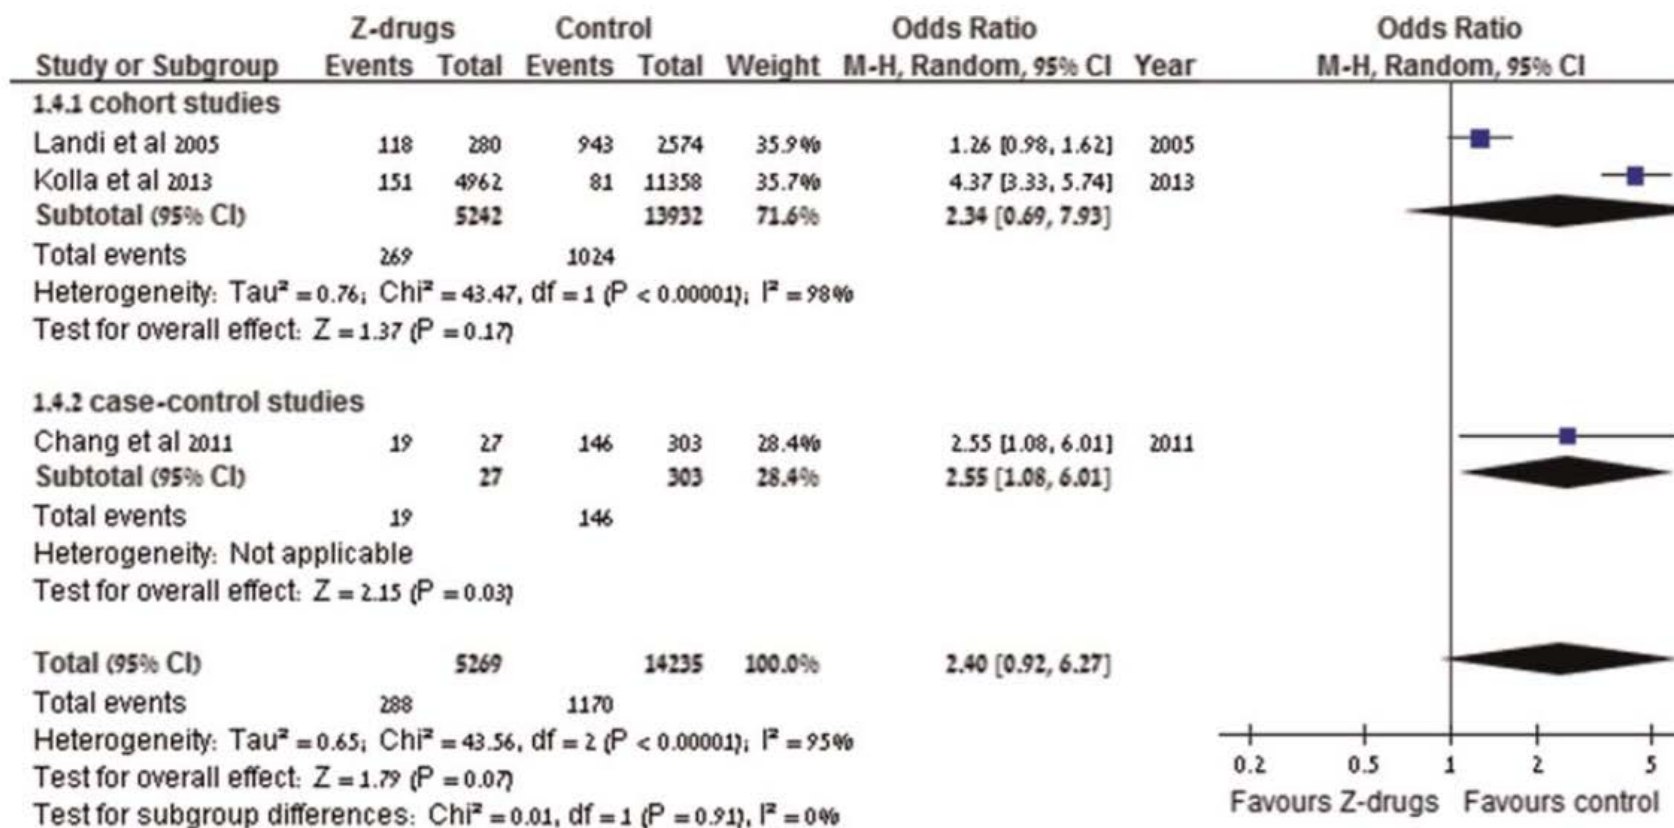 Z-drugs Control Odds Ratio Odds Ratio
Study or Subgroup Events Total Events Total Weight M-H, Random, 95% CI Year M-H, Random, 95% CI
1.4.1 cohort studies
Landi et al 2005 118 280 943 2574 35.9% 1.26 [0.98, 1.62] 2005
Kolla et al 2013 151 4962 81 11358 35.7% 4.37 [3.33, 5.74] 2013
Subtotal (95% CI) 5242 13932 71.6% 2.34 [0.69, 7.93]
Total events 269 1024
Heterogeneity: Tau² = 0.76; Chi² = 43.47, df = 1 (P < 0.00001); I² = 98%
Test for overall effect: Z = 1.37 (P = 0.17)
1.4.2 case-control studies
Chang et al 2011 19 27 146 303 28.4% 2.55 [1.08, 6.01] 2011
Subtotal (95% CI) 27 303 28.4% 2.55 [1.08, 6.01]
Total events 19 146
Heterogeneity: Not applicable
Test for overall effect: Z = 2.15 (P = 0.03)
Total (95% CI) 5269 14235 100.0% 2.40 [0.92, 6.27]
Total events 288 1170
Heterogeneity: Tau² = 0.65; Chi² = 43.56, df = 2 (P < 0.00001); I² = 95%
Test for overall effect: Z = 1.79 (P = 0.07)
Test for subgroup differences: Chi² = 0.01, df = 1 (P = 0.91), I² = 0%
0.2 0.5 1 2 5
Favours Z-drugs Favours control